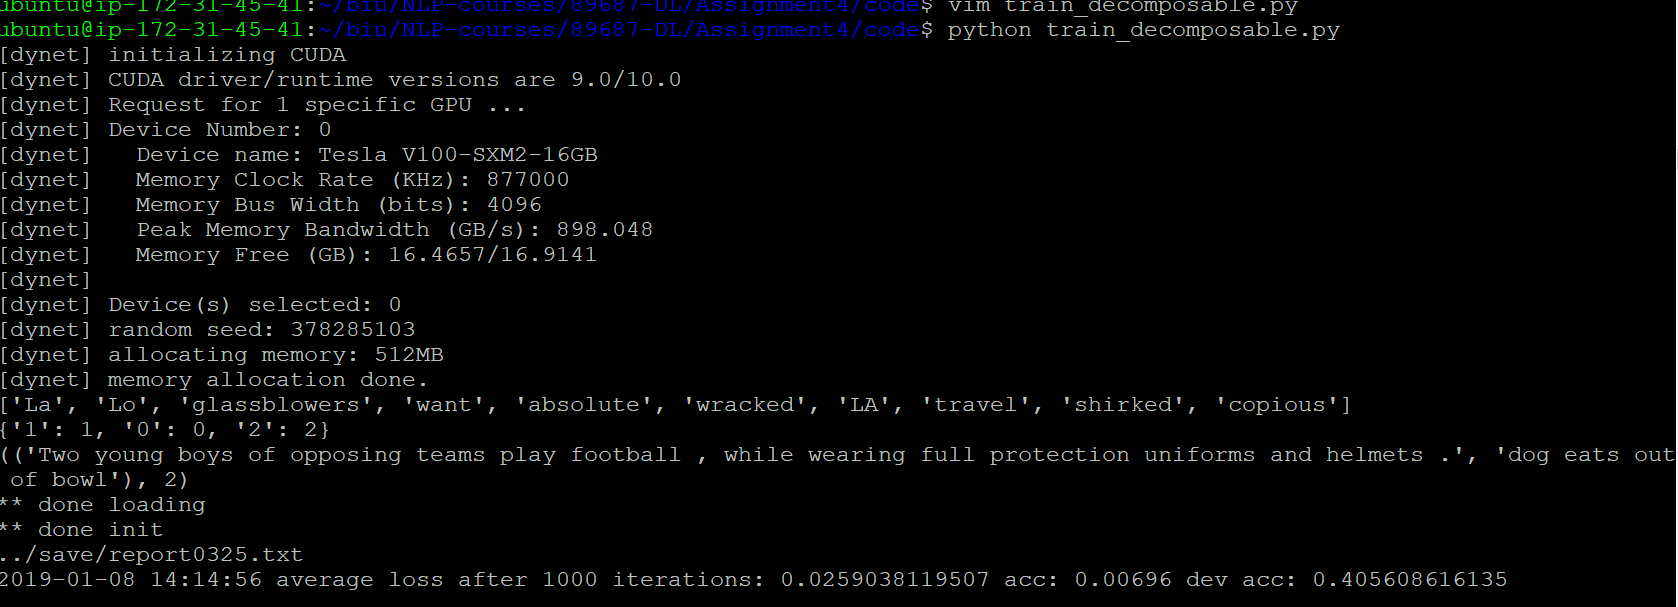 ubuntu@ip-172-31-45-41:~/biu/NLP-courses/89687-DL/Assignment4/code$ vim train_decomposable.py
ubuntu@ip-172-31-45-41:~/biu/NLP-courses/89687-DL/Assignment4/code$ python train_decomposable.py
[dynet] initializing CUDA
[dynet] CUDA driver/runtime versions are 9.0/10.0
[dynet] Request for 1 specific GPU ...
[dynet] Device Number: 0
[dynet]   Device name: Tesla V100-SXM2-16GB
[dynet]   Memory Clock Rate (KHz): 877000
[dynet]   Memory Bus Width (bits): 4096
[dynet]   Peak Memory Bandwidth (GB/s): 898.048
[dynet]   Memory Free (GB): 16.4657/16.9141
[dynet]
[dynet] Device(s) selected: 0
[dynet] random seed: 378285103
[dynet] allocating memory: 512MB
[dynet] memory allocation done.
['La', 'Lo', 'glassblowers', 'want', 'absolute', 'wracked', 'LA', 'travel', 'shirked', 'copious']
{'1': 1, '0': 0, '2': 2}
(('Two young boys of opposing teams play football , while wearing full protection uniforms and helmets .', 'dog eats out
 of bowl'), 2)
** done loading
** done init
../save/report0325.txt
2019-01-08 14:14:56 average loss after 1000 iterations: 0.0259038119507 acc: 0.00696 dev acc: 0.405608616135